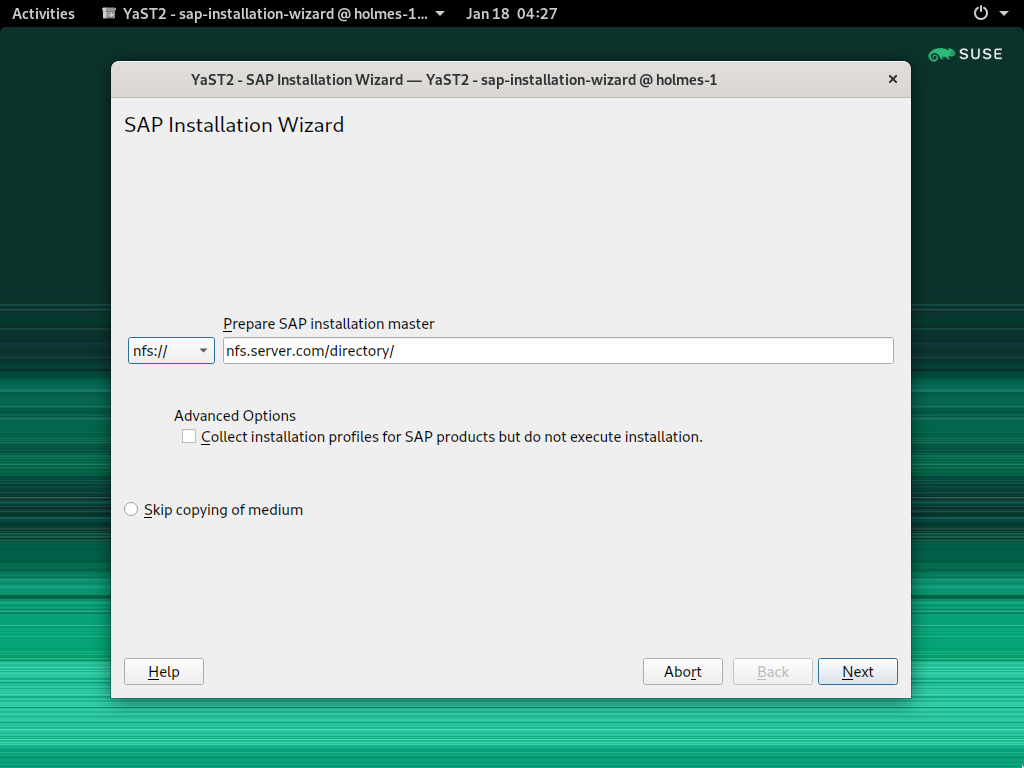 Activities YaST2 - sap-installation-wizard @ holmes-1... Jan 18 04:27
SUSE
YaST2 - SAP Installation Wizard — YaST2 - sap-installation-wizard @ holmes-1
SAP Installation Wizard
Prepare SAP installation master
nfs:// nfs.server.com/directory/
Advanced Options
Collect installation profiles for SAP products but do not execute installation.
Skip copying of medium
Help Abort Back Next